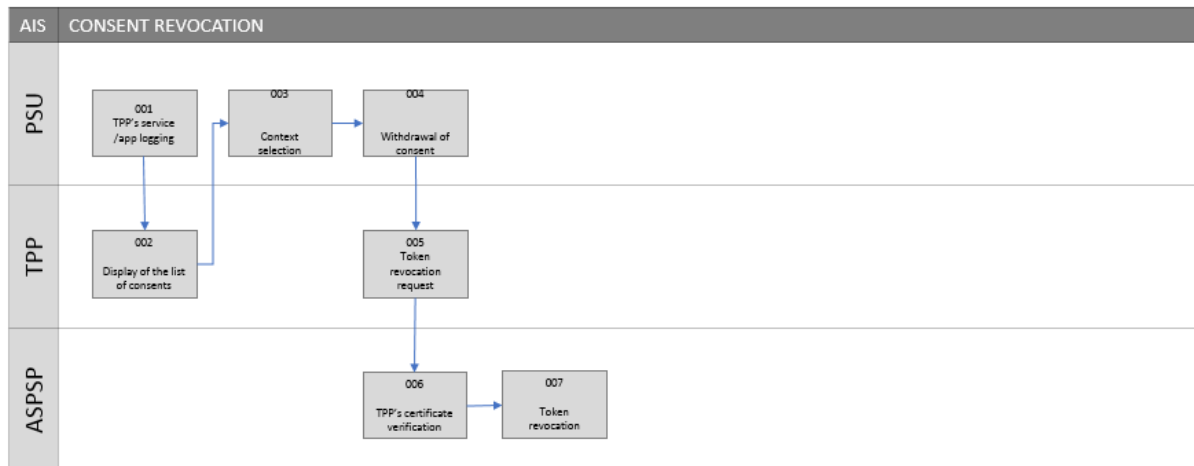 AIS CONSENT REVOCATION
PSU
001
TPP's service
/app logging
003
Context
selection
004
Withdrawal of
consent
TPP
002
Display of the list
of consents
005
Token
revocation
request
ASPSP
006
TPP's certificate
verification
007
Token
revocation